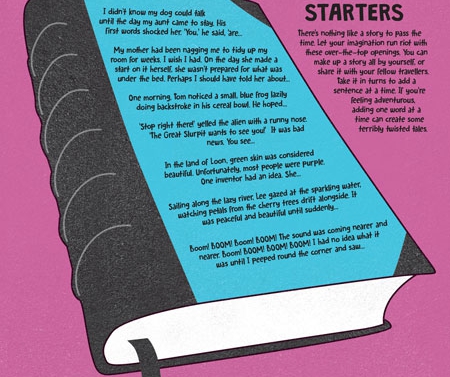 I didn't know my dog could talk
until the day my aunt came to stay. His
first words shocked her. 'You,' he said, 'are...
My mother had been nagging me to tidy up my
room for weeks. I wish I had. On the day she made a
start on it herself, she wasn't prepared for what was
under the bed. Perhaps I should have told her about...
One morning, Tom noticed a small, blue frog lazily
doing backstroke in his cereal bowl. He hoped...
'Stop right there!' yelled the alien with a runny nose.
'The Great Slurpit wants to see you!' It was bad
news. You see...
In the land of Loon, green skin was considered
beautiful. Unfortunately, most people were purple.
One inventor had an idea. She...
Sailing along the lazy river, Lee gazed at the sparkling water,
watching petals from the cherry trees drift alongside. It
was peaceful and beautiful until suddenly...
Boom! BOOM! Boom! BOOM! The sound was coming nearer and
nearer. Boom! BOOM! BOOM! BOOM! I had no idea what it
was until I peeped round the corner and saw...
STARTERS
There's nothing like a story to pass the
time. Let your imagination run riot with
these over-the-top openings. You can
make up a story all by yourself, or
share it with your fellow travellers.
Take it in turns to add a
sentence at a time. If you're
feeling adventurous,
adding one word at a
time can create some
terribly twisted tales.